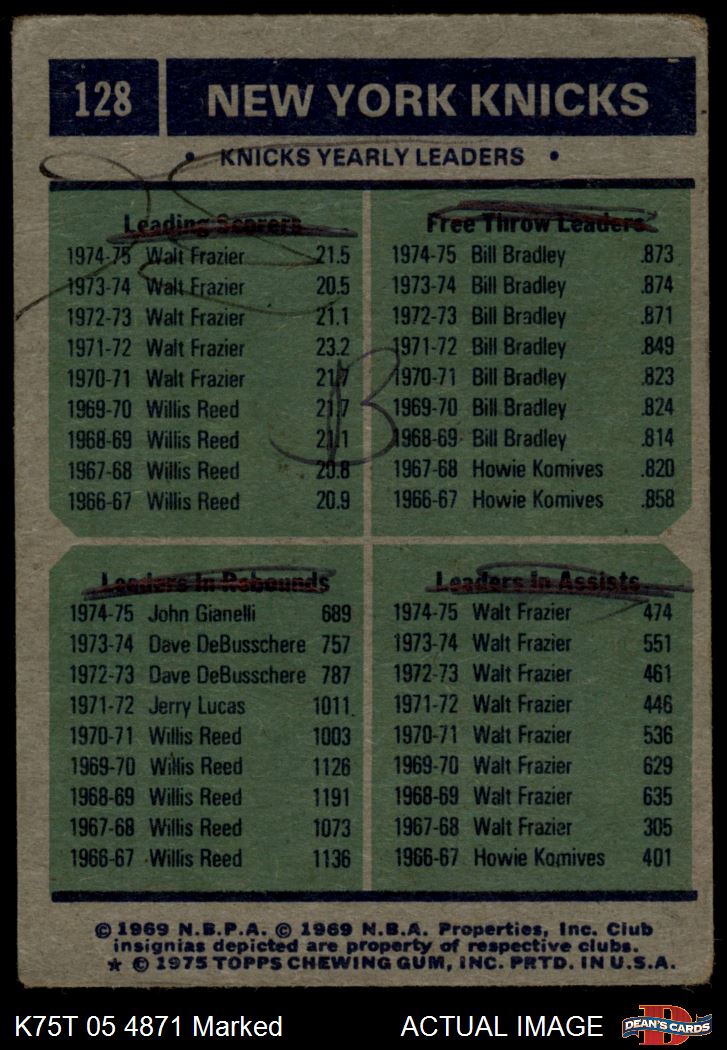 128 NEW YORK KNICKS
• KNICKS YEARLY LEADERS •
Leading Scorers
1974-75 Walt Frazier 21.5
1973-74 Walt Frazier 20.5
1972-73 Walt Frazier 21.1
1971-72 Walt Frazier 23.2
1970-71 Walt Frazier 21.7
1969-70 Willis Reed 21.7
1968-69 Willis Reed 21.1
1967-68 Willis Reed 20.8
1966-67 Willis Reed 20.9
Free Throw Leaders
1974-75 Bill Bradley .873
1973-74 Bill Bradley .874
1972-73 Bill Bradley .871
1971-72 Bill Bradley .849
1970-71 Bill Bradley .823
1969-70 Bill Bradley .824
1968-69 Bill Bradley .814
1967-68 Howie Komives .820
1966-67 Howie Komives .858
B
Leaders In Rebounds
1974-75 John Gianelli 689
1973-74 Dave DeBusschere 757
1972-73 Dave DeBusschere 787
1971-72 Jerry Lucas 1011
1970-71 Willis Reed 1003
1969-70 Willis Reed 1126
1968-69 Willis Reed 1191
1967-68 Willis Reed 1073
1966-67 Willis Reed 1136
Leaders In Assists
1974-75 Walt Frazier 474
1973-74 Walt Frazier 551
1972-73 Walt Frazier 461
1971-72 Walt Frazier 446
1970-71 Walt Frazier 536
1969-70 Walt Frazier 629
1968-69 Walt Frazier 635
1967-68 Walt Frazier 305
1966-67 Howie Komives 401
© 1969 N.B.P.A. © 1969 N.B.A. Properties, Inc. Club
insignias depicted are property of respective clubs.
★ © 1975 TOPPS CHEWING GUM, INC. PRTD. IN U.S.A.
K75T 05 4871 Marked ACTUAL IMAGE
DEAN'S CARDS